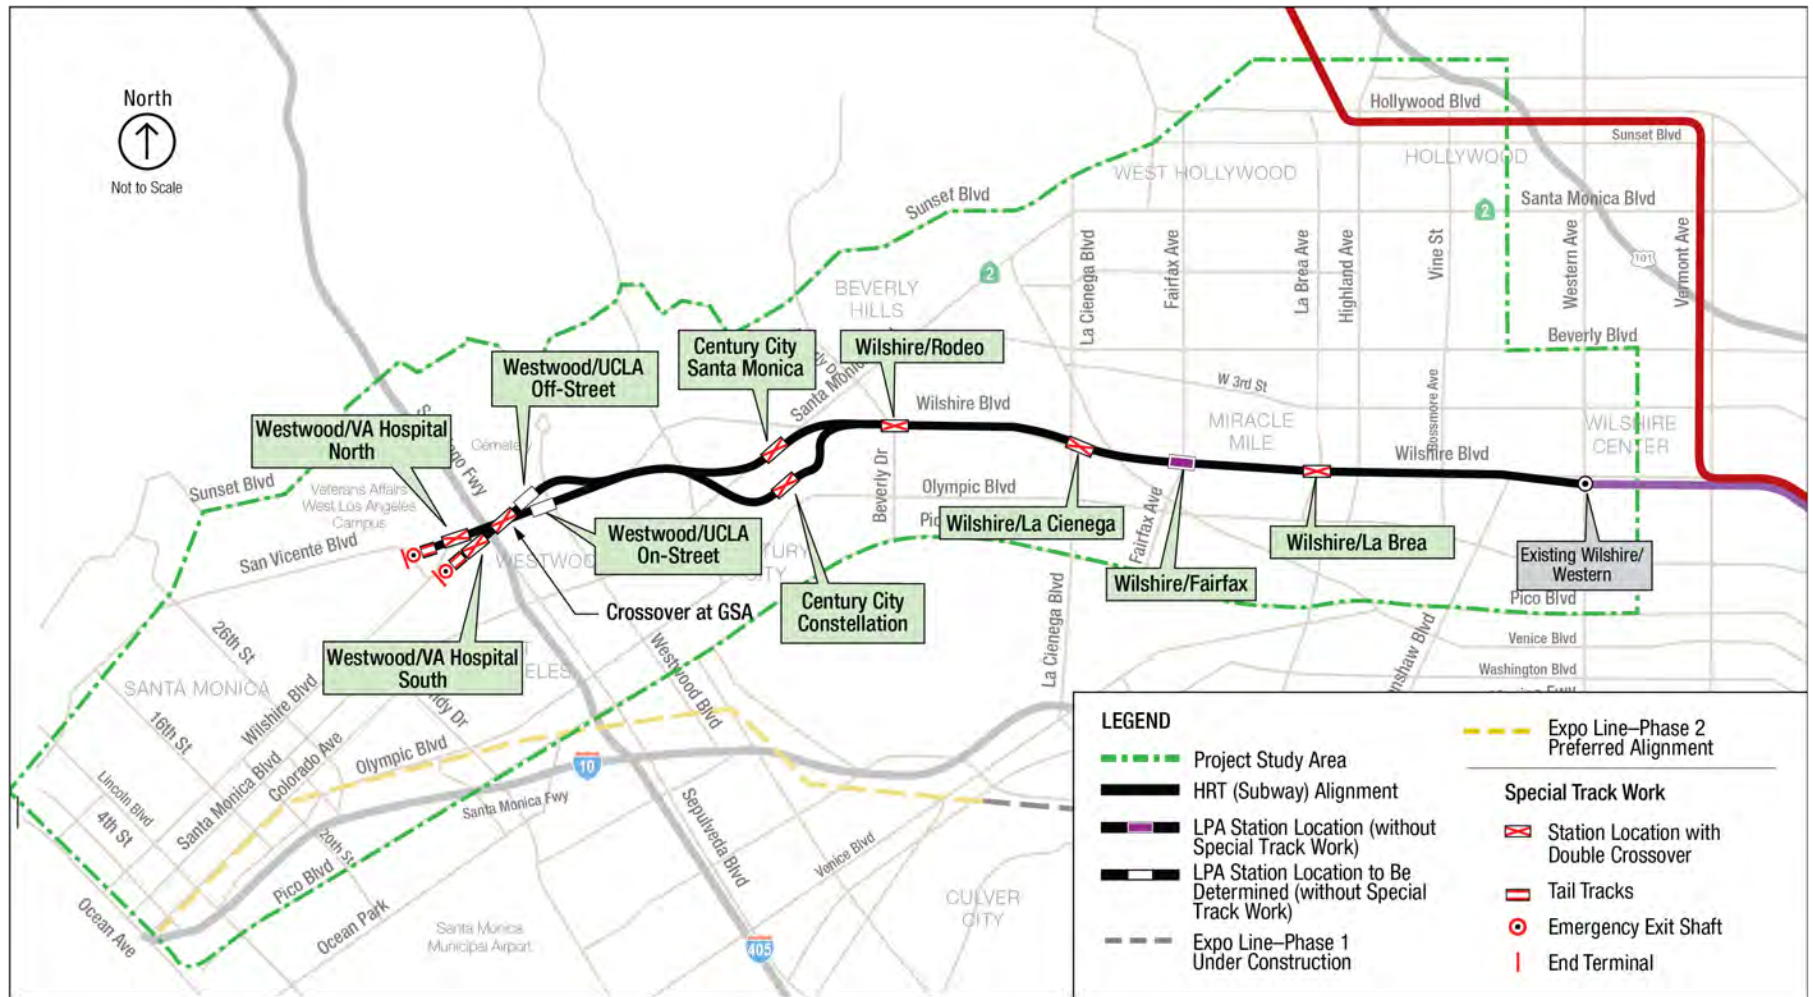 North
Not to Scale
Hollywood Blvd
Sunset Blvd
HOLLYWOOD
WEST HOLLYWOOD
Santa Monica Blvd
2
Sunset Blvd
2
La Cienega Blvd
Fairfax Ave
La Brea Ave
Highland Ave
Vine St
Western Ave
101
Vermont Ave
BEVERLY
HILLS
Beverly Blvd
Century City
Santa Monica
Wilshire/Rodeo
Westwood/UCLA
Off-Street
W 3rd St
Wilshire Blvd
MIRACLE
MILE
WILSHIRE
CENTER
Westwood/VA Hospital
North
Wilshire Blvd
Sunset Blvd
Veterans Affairs
West Los Angeles
Campus
Fwy
Olympic Blvd
Beverly Dr
Wilshire/La Cienega
Fairfax Ave
Wilshire/La Brea
Existing Wilshire/
Western
San Vicente Blvd
Westwood/UCLA
On-Street
CITY
Wilshire/Fairfax
Century City
Constellation
Crossover at GSA
Pico Blvd
Westwood/VA Hospital
South
26th St
La Cienega Blvd
Venice Blvd
Washington Blvd
Westwood Blvd
SANTA MONICA
16th St
Wilshire Blvd
Olympic Blvd
10
Santa Monica Fwy
Lincoln Blvd
4th St
Santa Monica Blvd
Colorado Ave
20th St
Pico Blvd
Ocean Ave
Ocean Park
Santa Monica
Municipal Airport
Sepulveda Blvd
Venice Blvd
CULVER
CITY
405
LEGEND
Project Study Area
HRT (Subway) Alignment
LPA Station Location (without
Special Track Work)
LPA Station Location to Be
Determined (without Special
Track Work)
Expo Line–Phase 1
Under Construction
Expo Line–Phase 2
Preferred Alignment
Special Track Work
Station Location with
Double Crossover
Tail Tracks
Emergency Exit Shaft
End Terminal